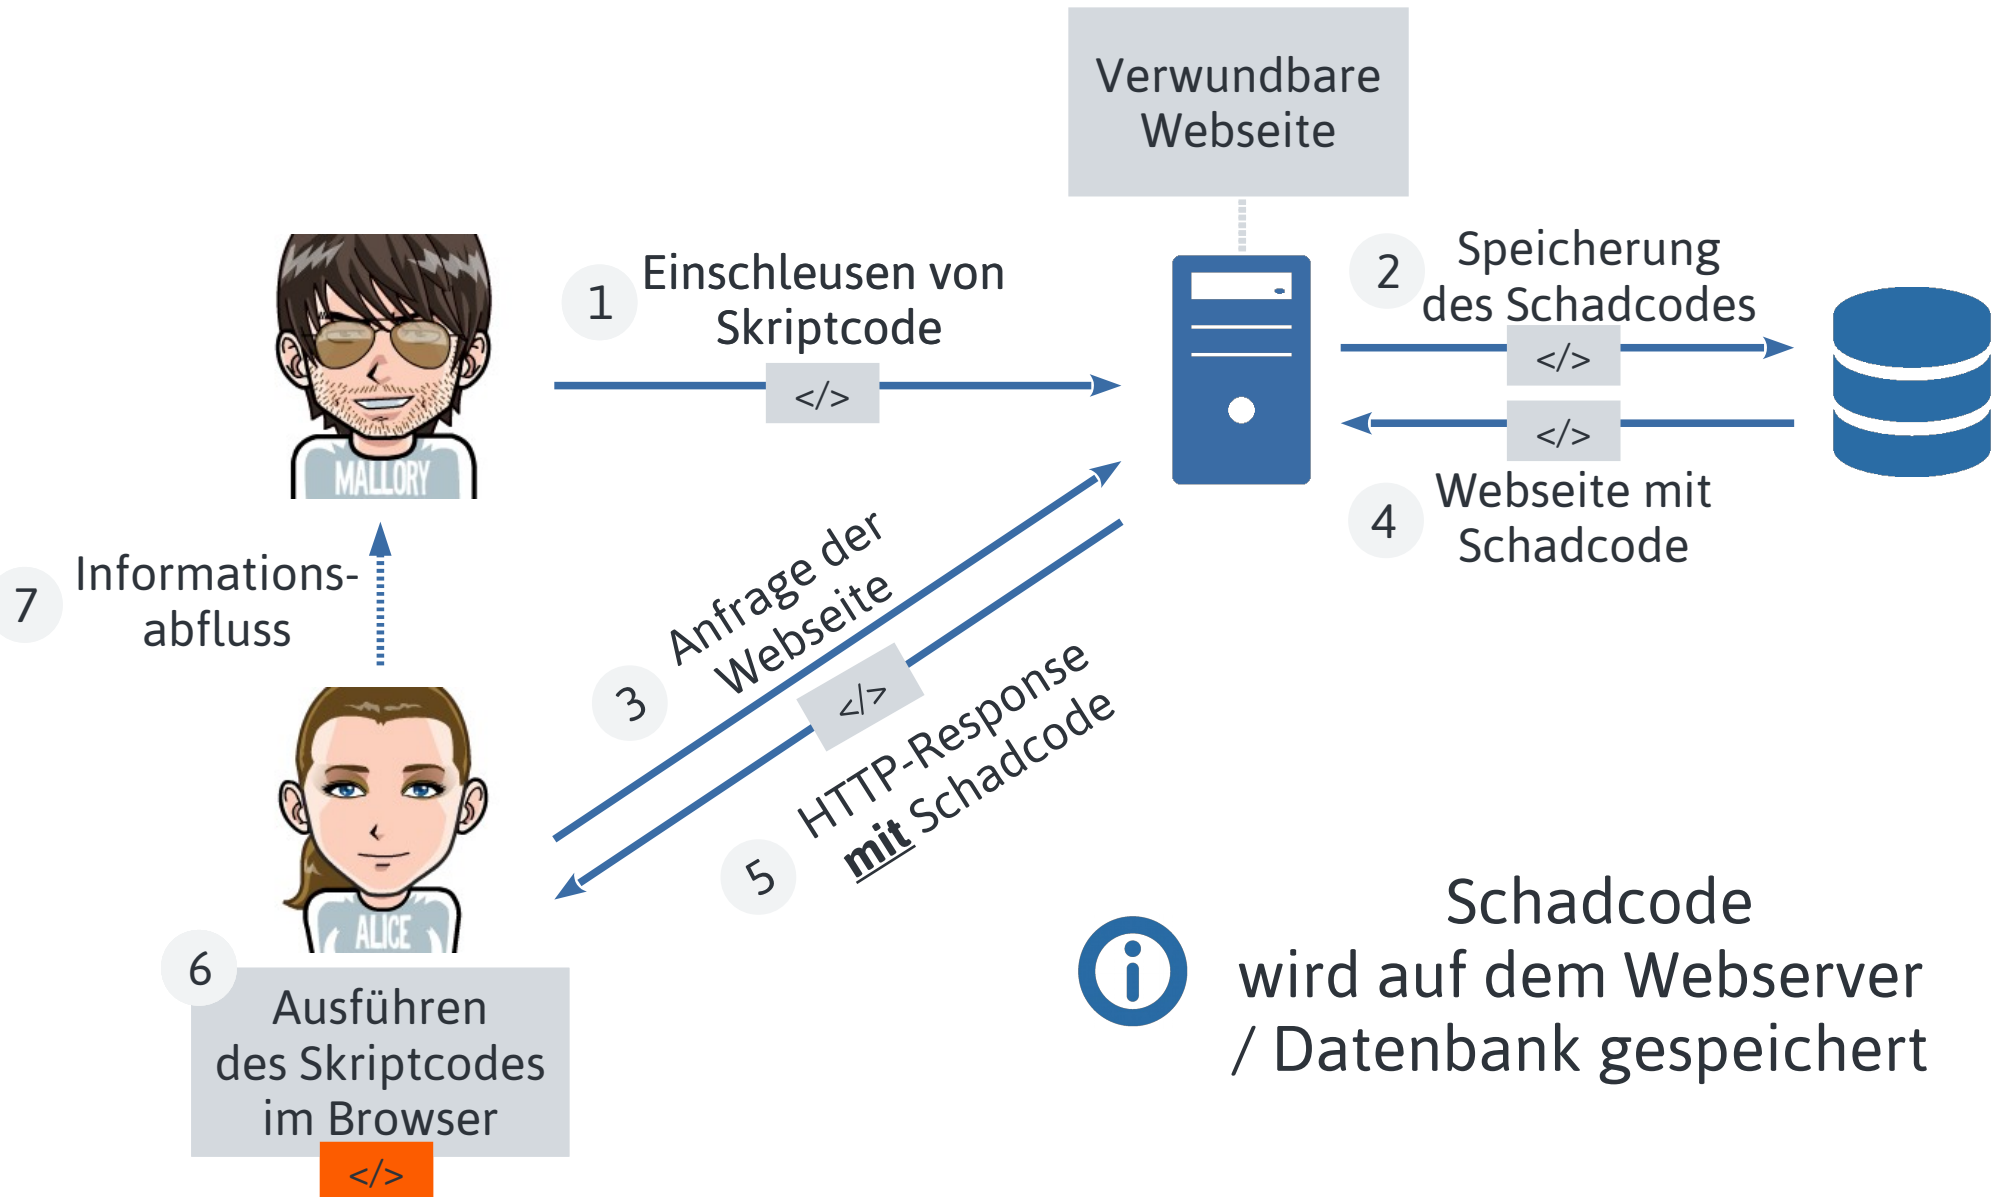 Verwundbare
Webseite
1
Einschleusen von
Skriptcode
</>
2
Speicherung
des Schadcodes
</>
</>
4
Webseite mit
Schadcode
MALLORY
7
Informations-
abfluss
3
Anfrage der
Webseite
</>
5
HTTP-Response
mit Schadcode
ALICE
6
Ausführen
des Skriptcodes
im Browser
</>
Schadcode
wird auf dem Webserver
/ Datenbank gespeichert